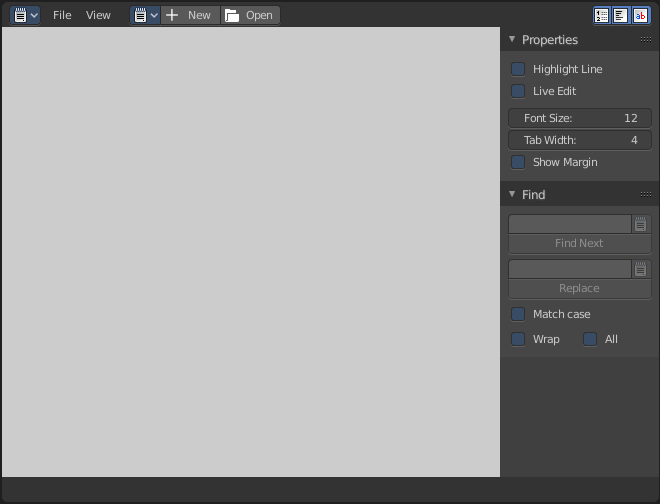 File View New Open
Properties
Highlight Line
Live Edit
Font Size: 12
Tab Width: 4
Show Margin
Find
Find Next
Replace
Match case
Wrap All